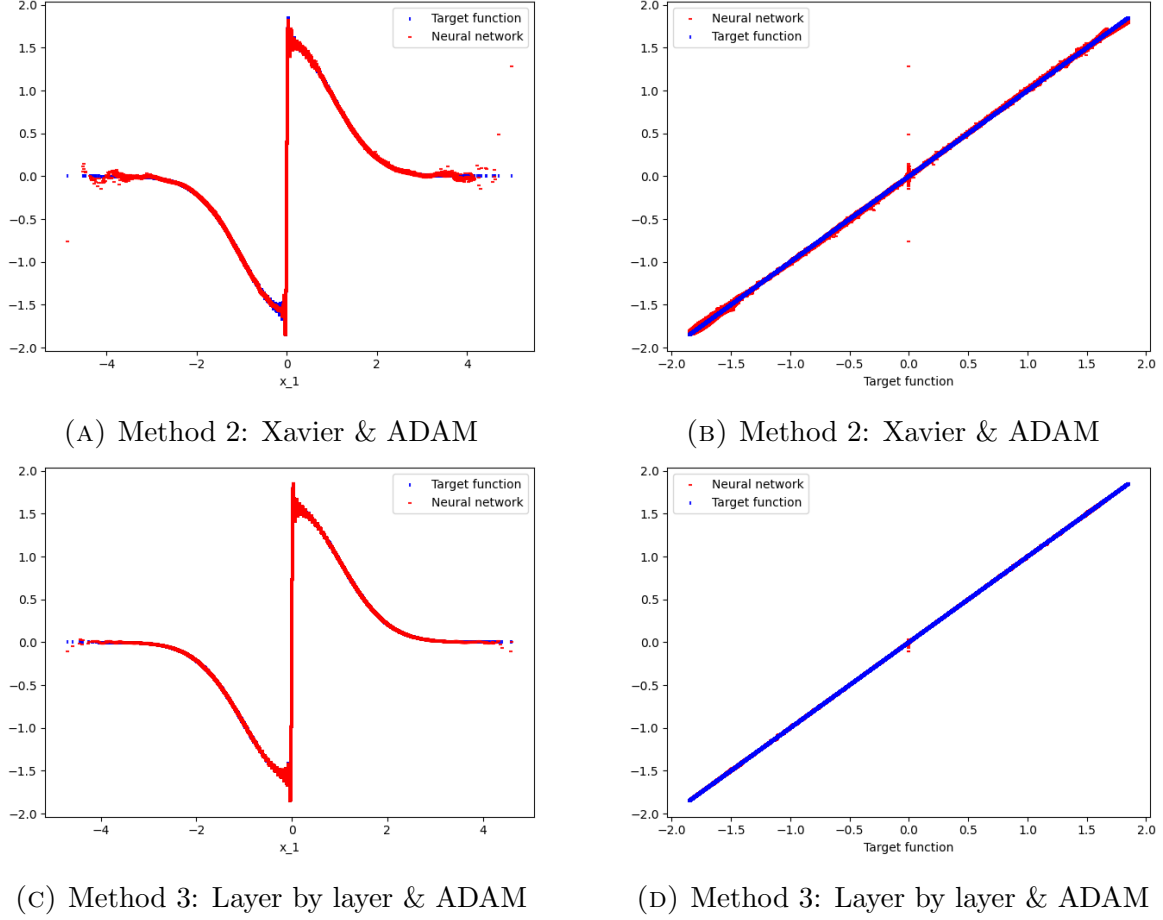 2.0
1.5
1.0
0.5
0.0
−0.5
−1.0
−1.5
−2.0
Target function
Neural network
−4 −2 0 2 4
x_1
2.0
1.5
1.0
0.5
0.0
−0.5
−1.0
−1.5
−2.0
Neural network
Target function
−2.0 −1.5 −1.0 −0.5 0.0 0.5 1.0 1.5 2.0
Target function
(A) Method 2: Xavier & ADAM
(B) Method 2: Xavier & ADAM
2.0
1.5
1.0
0.5
0.0
−0.5
−1.0
−1.5
−2.0
Target function
Neural network
−4 −2 0 2 4
x_1
2.0
1.5
1.0
0.5
0.0
−0.5
−1.0
−1.5
−2.0
Neural network
Target function
−2.0 −1.5 −1.0 −0.5 0.0 0.5 1.0 1.5 2.0
Target function
(C) Method 3: Layer by layer & ADAM
(D) Method 3: Layer by layer & ADAM